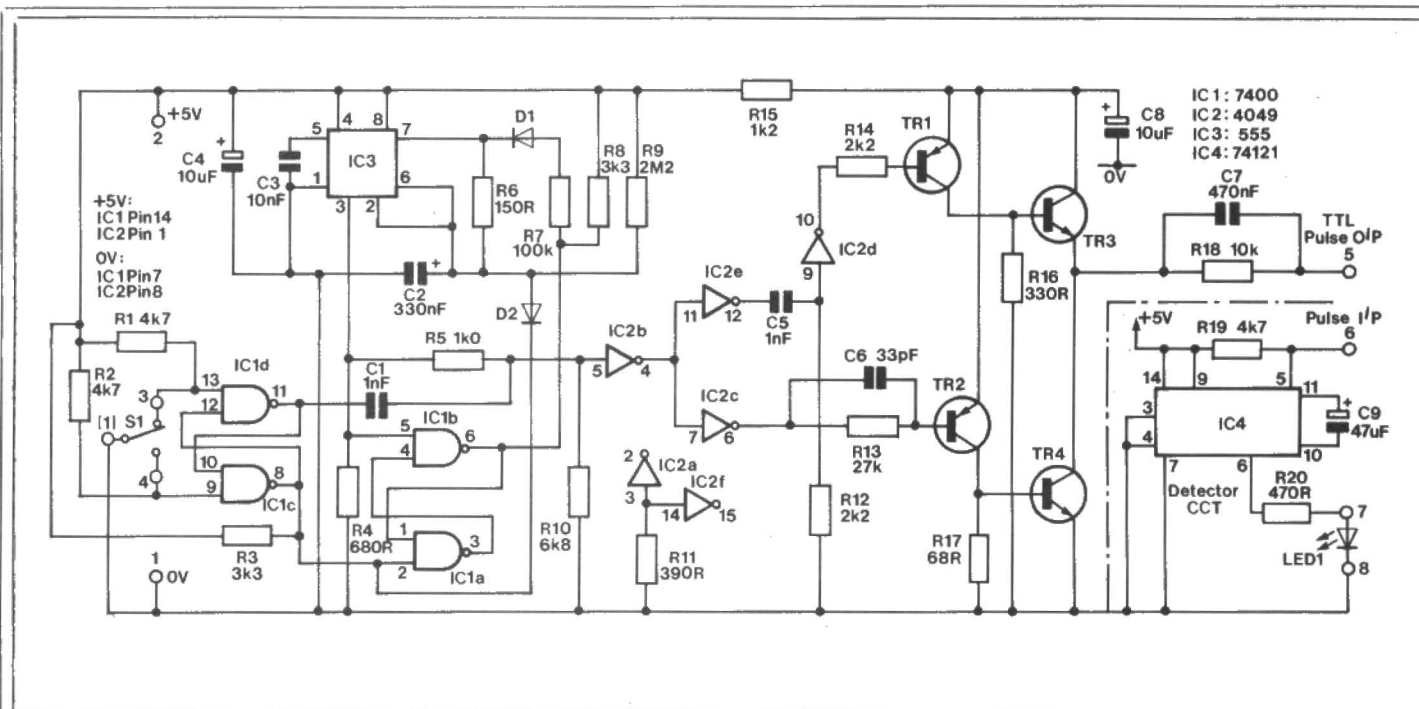 +5V
2
C4
10uF
C3
10nF
5
4
8
7
IC3
1
6
3
2
D1
R6
150R
R7
100k
R8
3k3
R9
2M2
R15
1k2
TR1
R14
2k2
C8
10uF
0V
IC1: 7400
IC2: 4049
IC3: 555
IC4: 74121
C7
470nF
TR3
TTL
Pulse O/P
5
R18 10k
+5V:
IC1 Pin14
IC2 Pin 1
0V:
IC1 Pin7
IC2 Pin8
C2
330nF
+
D2
10
IC2d
9
IC2e
11
12
C5
1nF
R16
330R
R1 4k7
R2
4k7
IC1d
13
12
11
3
[1]
S1
4
10
9
8
IC1c
R5 1k0
C1
1nF
IC1b
5
4
6
IC2b
5
4
IC2c
7
6
C6 33pF
R13
27k
TR2
+5V
R19 4k7
Pulse I/P
6
14
9
5
11
3
4
IC4
C9
47uF
10
7
6
Detector
CCT
R20
470R
7
LED1
8
2
IC2a
3
IC2f
14
15
R12
2k2
TR4
R17
68R
R3
3k3
R4
680R
1
2
3
IC1a
R10
6k8
R11
390R
1
0V